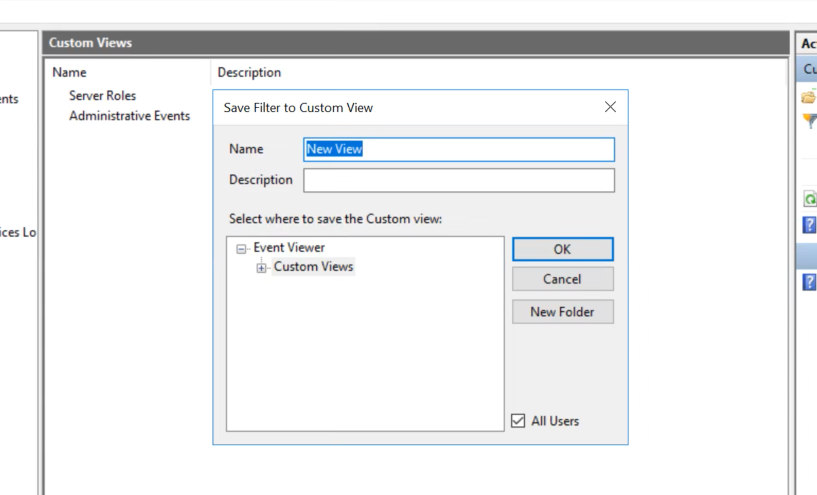 Custom Views
Name
Description
Server Roles
Administrative Events
Save Filter to Custom View
Name
New View
Description
Select where to save the Custom view:
Event Viewer
Custom Views
OK
Cancel
New Folder
All Users
ents
ices Lo
Ac
Cu